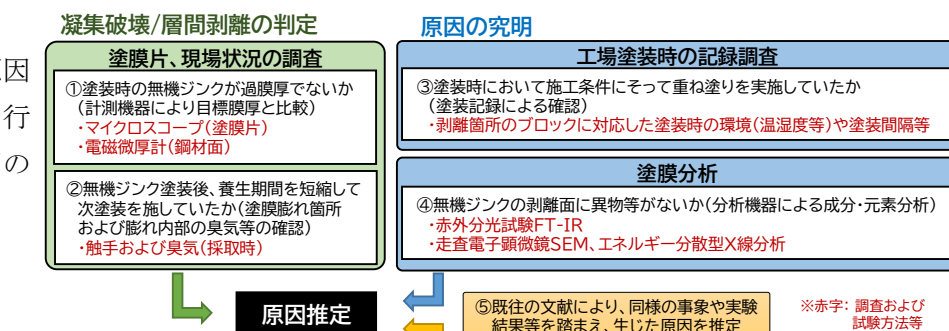 因
行
の
凝集破壊/層間剥離の判定
塗膜片、現場状況の調査
①塗装時の無機ジンクが過膜厚でないか
(計測機器により目標膜厚と比較)
・マイクロスコープ(塗膜片)
・電磁微厚計(鋼材面)
②無機ジンク塗装後、養生期間を短縮して
次塗装を施していたか(塗膜膨れ箇所
および膨れ内部の臭気等の確認)
・触手および臭気(採取時)
原因の究明
工場塗装時の記録調査
③塗装時において施工条件にそって重ね塗りを実施していたか
(塗装記録による確認)
・剥離箇所のブロックに対応した塗装時の環境(温湿度等)や塗装間隔等
塗膜分析
④無機ジンクの剥離面に異物等がないか(分析機器による成分・元素分析)
・赤外分光試験FT-IR
・走査電子顕微鏡SEM、エネルギー分散型X線分析
原因推定
⑤既往の文献により、同様の事象や実験
結果等を踏まえ、生じた原因を推定
※赤字: 調査および
試験方法等